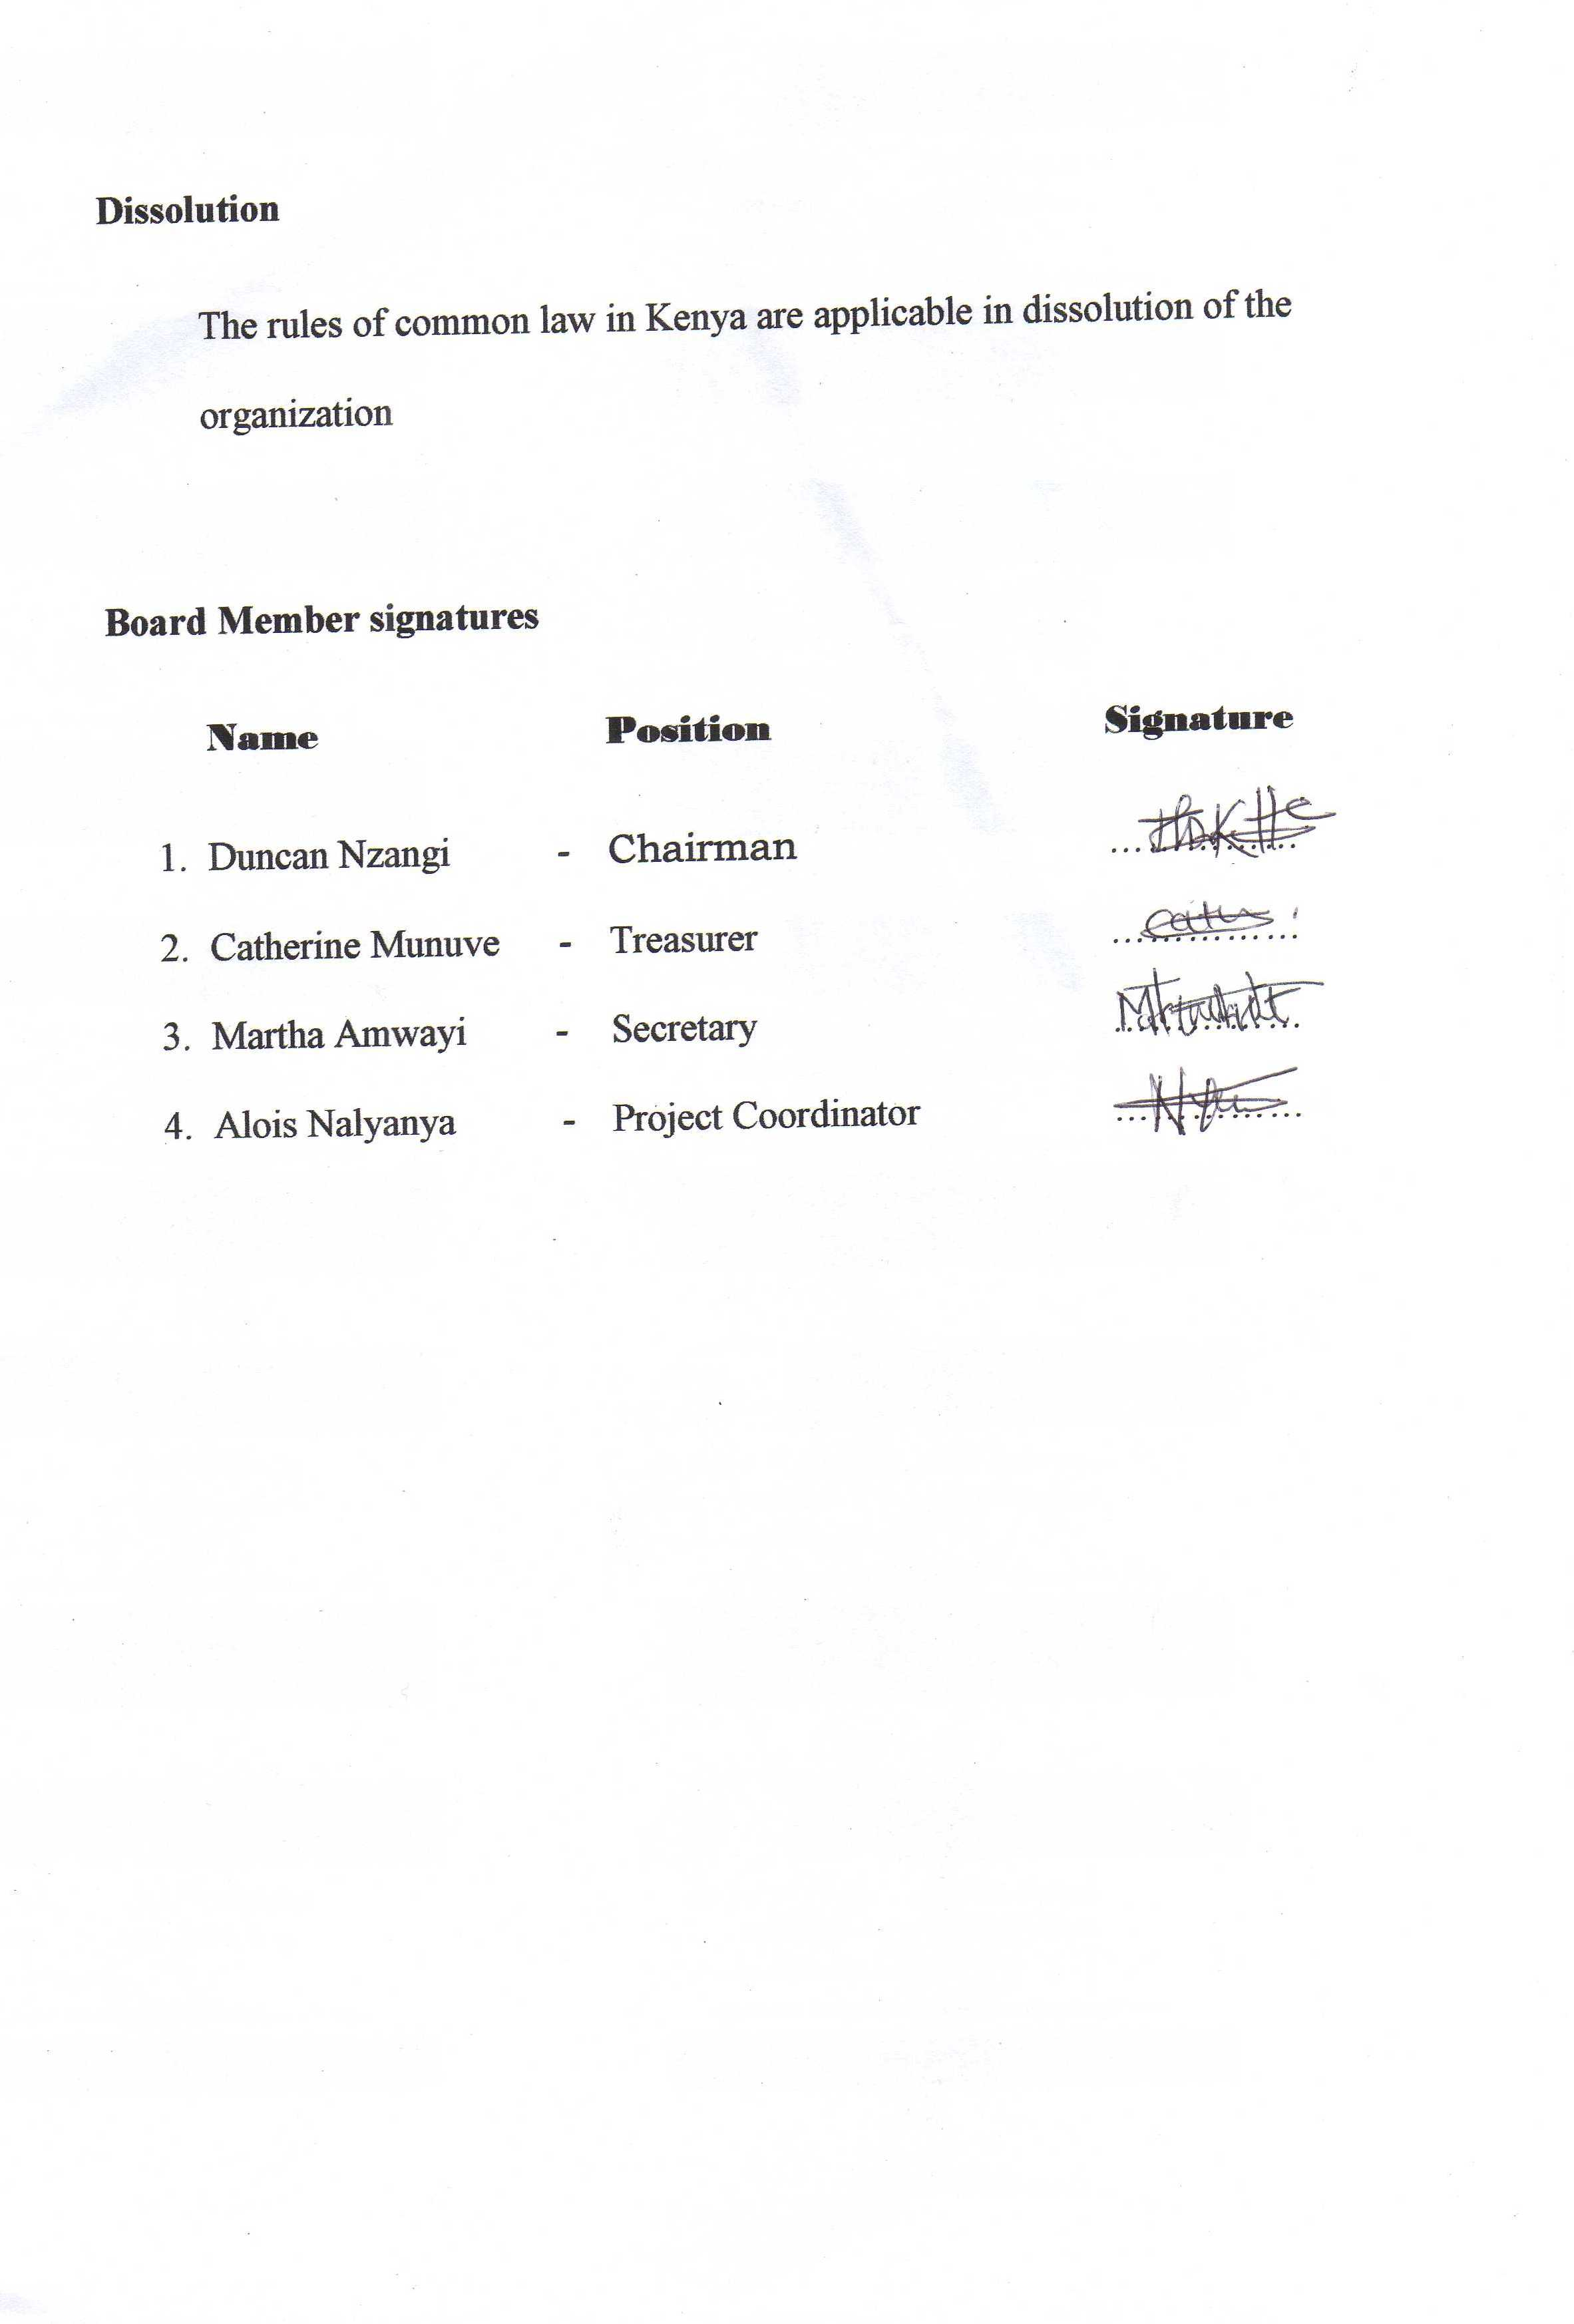 Dissolution
The rules of common law in Kenya are applicable in dissolution of the
organization
Board Member signatures
Name Position Signature
1. Duncan Nzangi - Chairman
2. Catherine Munuve - Treasurer
3. Martha Amwayi - Secretary
4. Alois Nalyanya - Project Coordinator